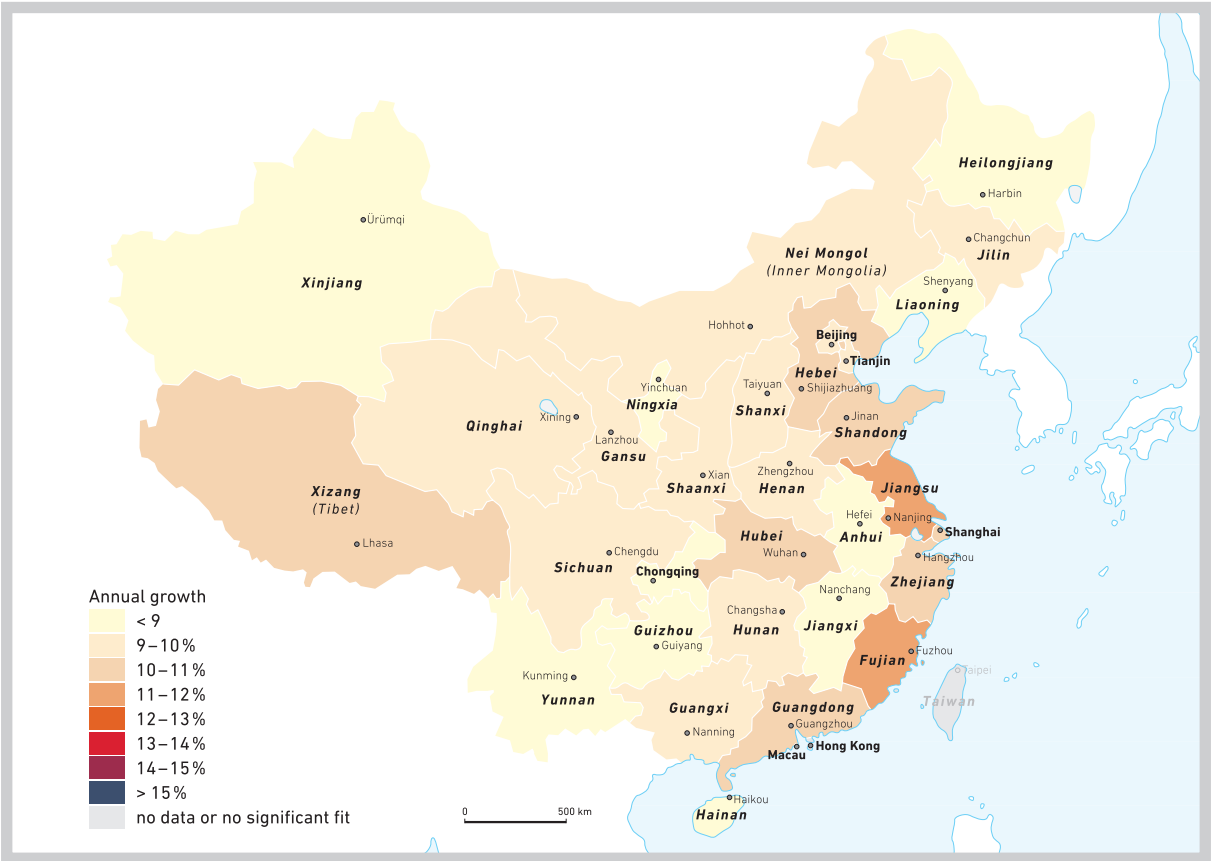 Heilongjiang
Harbin
Ürümqi
Changchun
Jilin
Nei Mongol
(Inner Mongolia)
Xinjiang
Shenyang
Liaoning
Hohhot
Beijing
Tianjin
Hebei
Shijiazhuang
Yinchuan
Ningxia
Taiyuan
Shanxi
Qinghai
Xining
Lanzhou
Gansu
Jinan
Shandong
Xian
Shaanxi
Zhengzhou
Henan
Jiangsu
Xizang
(Tibet)
Lhasa
Hefei
Anhui
Nanjing
Shanghai
Hubei
Wuhan
Hangzhou
Zhejiang
Chengdu
Sichuan
Chongqing
Nanchang
Jiangxi
Changsha
Hunan
Guizhou
Guiyang
Fujian
Fuzhou
Kunming
Yunnan
Taipei
Taiwan
Guangxi
Nanning
Guangdong
Guangzhou
Macau
Hong Kong
Haikou
Hainan
Annual growth
< 9
9–10%
10–11%
11–12%
12–13%
13–14%
14–15%
> 15%
no data or no significant fit
0 500 km